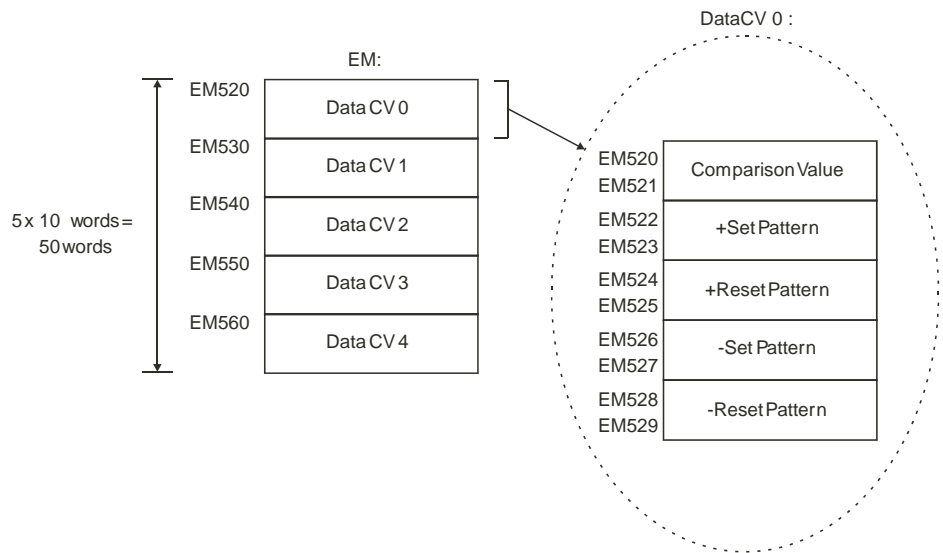 EM:
EM520
Data CV 0
EM530
Data CV 1
EM540
Data CV 2
EM550
Data CV 3
EM560
Data CV 4
5 x 10 words =
50 words
DataCV 0 :
EM520
EM521
Comparison Value
EM522
EM523
+Set Pattern
EM524
EM525
+Reset Pattern
EM526
EM527
-Set Pattern
EM528
EM529
-Reset Pattern